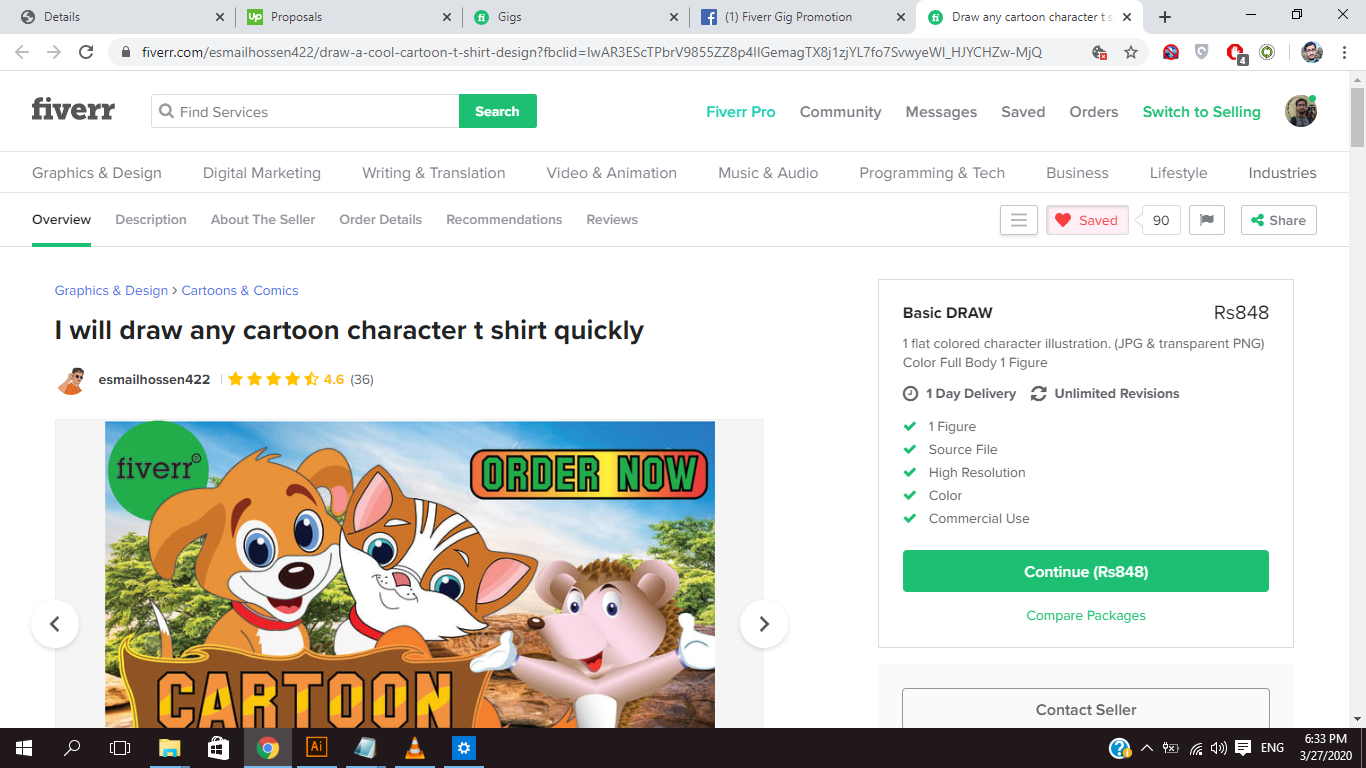 Details
Proposals
Gigs
(1) Fiverr Gig Promotion
Draw any cartoon character t s
fiverr.com/esmailhossen422/draw-a-cool-cartoon-t-shirt-design?fbclid=IwAR3EScTPbrV9855ZZ8p4IIGemagTX8j1zjYL7fo7SvwyeWI_HJYCHZw-MjQ
4
fiverr
Find Services
Search
Fiverr Pro
Community
Messages
Saved
Orders
Switch to Selling
Graphics & Design
Digital Marketing
Writing & Translation
Video & Animation
Music & Audio
Programming & Tech
Business
Lifestyle
Industries
Overview
Description
About The Seller
Order Details
Recommendations
Reviews
Saved
90
Share
Graphics & Design > Cartoons & Comics
I will draw any cartoon character t shirt quickly
esmailhossen422
4.6 (36)
fiverr®
ORDER NOW
CARTOON
Basic DRAW
Rs848
1 flat colored character illustration. (JPG & transparent PNG)
Color Full Body 1 Figure
1 Day Delivery
Unlimited Revisions
1 Figure
Source File
High Resolution
Color
Commercial Use
Continue (Rs848)
Compare Packages
Contact Seller
Ai
ENG
6:33 PM
3/27/2020